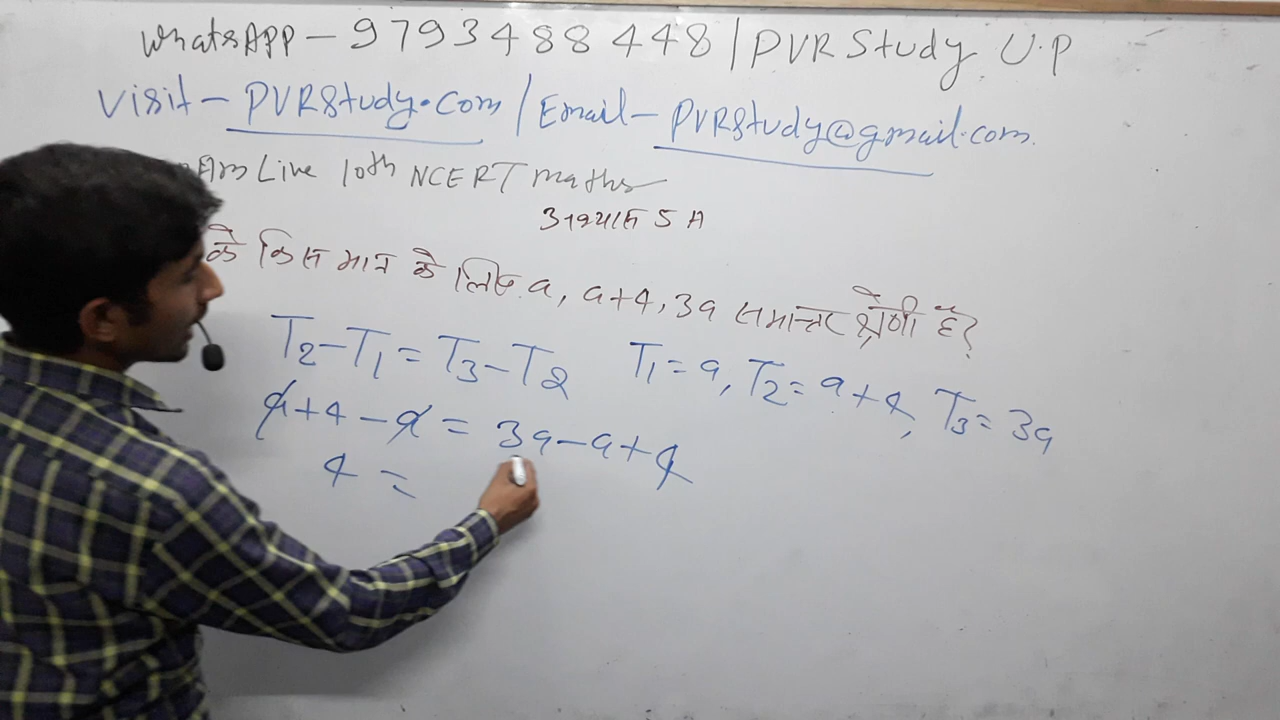 WhatsAPP - 9793488448 | PVR Study U.P
Visit - PVRStudy.Com / Email - PVRStudy@gmail.com.
Live 10th NCERT maths
5 A
के किस मान के लिए a, a+4, 3a समान्तर श्रेणी है?
T2-T1 = T3-T2 T1 = a, T2 = a+4, T3 = 3a
a+4-a = 3a-a+4
4 =